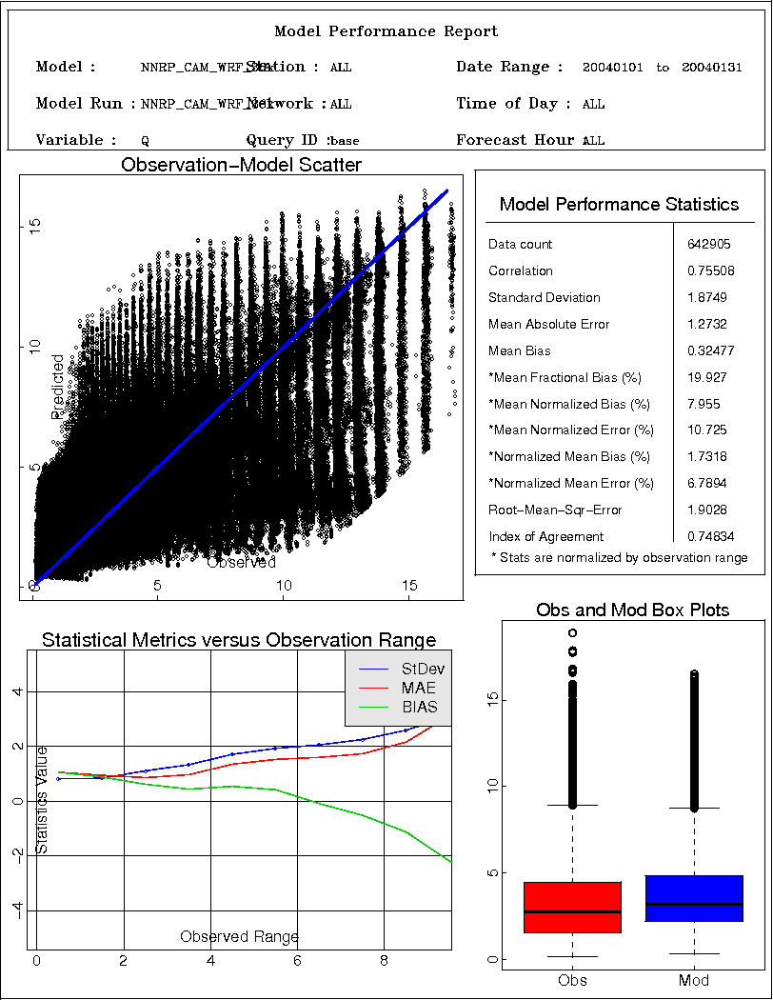 Model Performance Report
Model : NNRP_CAM_WRF_ Station : ALL Date Range : 20040101 to 20040131
Model Run : NNRP_CAM_WRF_ Network : ALL Time of Day : ALL
Variable : Q Query ID : base Forecast Hour : ALL
Observation-Model Scatter
15
10
5
0
Predicted
Observed
0 5 10 15
Model Performance Statistics
Data count 642905
Correlation 0.75508
Standard Deviation 1.8749
Mean Absolute Error 1.2732
Mean Bias 0.32477
*Mean Fractional Bias (%) 19.927
*Mean Normalized Bias (%) 7.955
*Mean Normalized Error (%) 10.725
*Normalized Mean Bias (%) 1.7318
*Normalized Mean Error (%) 6.7894
Root-Mean-Sqr-Error 1.9028
Index of Agreement 0.74834
* Stats are normalized by observation range
Statistical Metrics versus Observation Range
StDev
MAE
BIAS
4
2
0
-2
-4
Statistics Value
Observed Range
0 2 4 6 8
Obs and Mod Box Plots
15
10
5
0
Obs Mod